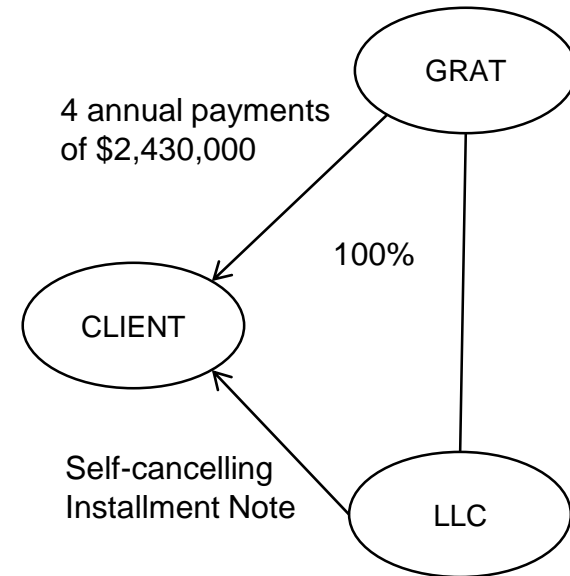 GRAT
4 annual payments
of $2,430,000
100%
CLIENT
Self-cancelling
Installment Note
LLC